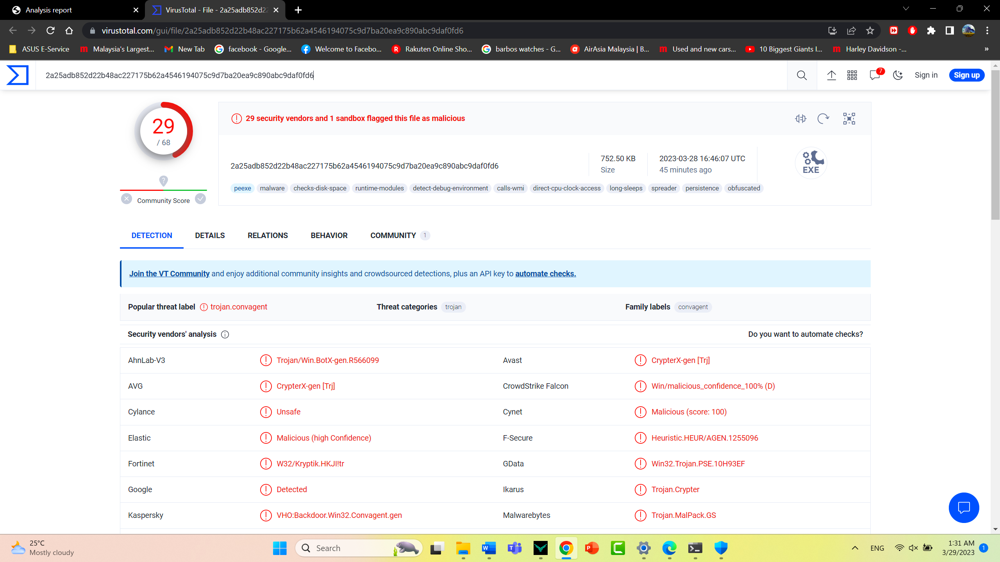 Analysis report
VirusTotal - File - 2a25adb852d22
virustotal.com/gui/file/2a25adb852d22b48ac227175b62a4546194075c9d7ba20ea9c890abc9daf0fd6
ASUS E-Service
Malaysia's Largest...
New Tab
facebook - Google...
Welcome to Facebo...
Rakuten Online Sho...
barbos watches - G...
AirAsia Malaysia | B...
Used and new cars...
10 Biggest Giants I...
Harley Davidson -...
»
2a25adb852d22b48ac227175b62a4546194075c9d7ba20ea9c890abc9daf0fd6
7
Sign in
Sign up
29
/ 68
?
Community Score
29 security vendors and 1 sandbox flagged this file as malicious
2a25adb852d22b48ac227175b62a4546194075c9d7ba20ea9c890abc9daf0fd6
752.50 KB
Size
2023-03-28 16:46:07 UTC
45 minutes ago
EXE
peexe malware checks-disk-space runtime-modules detect-debug-environment calls-wmi direct-cpu-clock-access long-sleeps spreader persistence obfuscated
DETECTION DETAILS RELATIONS BEHAVIOR COMMUNITY 1
Join the VT Community and enjoy additional community insights and crowdsourced detections, plus an API key to automate checks.
Popular threat label trojan.convagent Threat categories trojan Family labels convagent
Security vendors' analysis Do you want to automate checks?
AhnLab-V3 Trojan/Win.BotX-gen.R566099 Avast CrypterX-gen [Trj]
AVG CrypterX-gen [Trj] CrowdStrike Falcon Win/malicious_confidence_100% (D)
Cylance Unsafe Cynet Malicious (score: 100)
Elastic Malicious (high Confidence) F-Secure Heuristic.HEUR/AGEN.1255096
Fortinet W32/Kryptik.HKJI!tr GData Win32.Trojan.PSE.10H93EF
Google Detected Ikarus Trojan.Crypter
Kaspersky VHO:Backdoor.Win32.Convagent.gen Malwarebytes Trojan.MalPack.GS
25°C
Mostly cloudy
Search
ENG
1:31 AM
3/29/2023
1